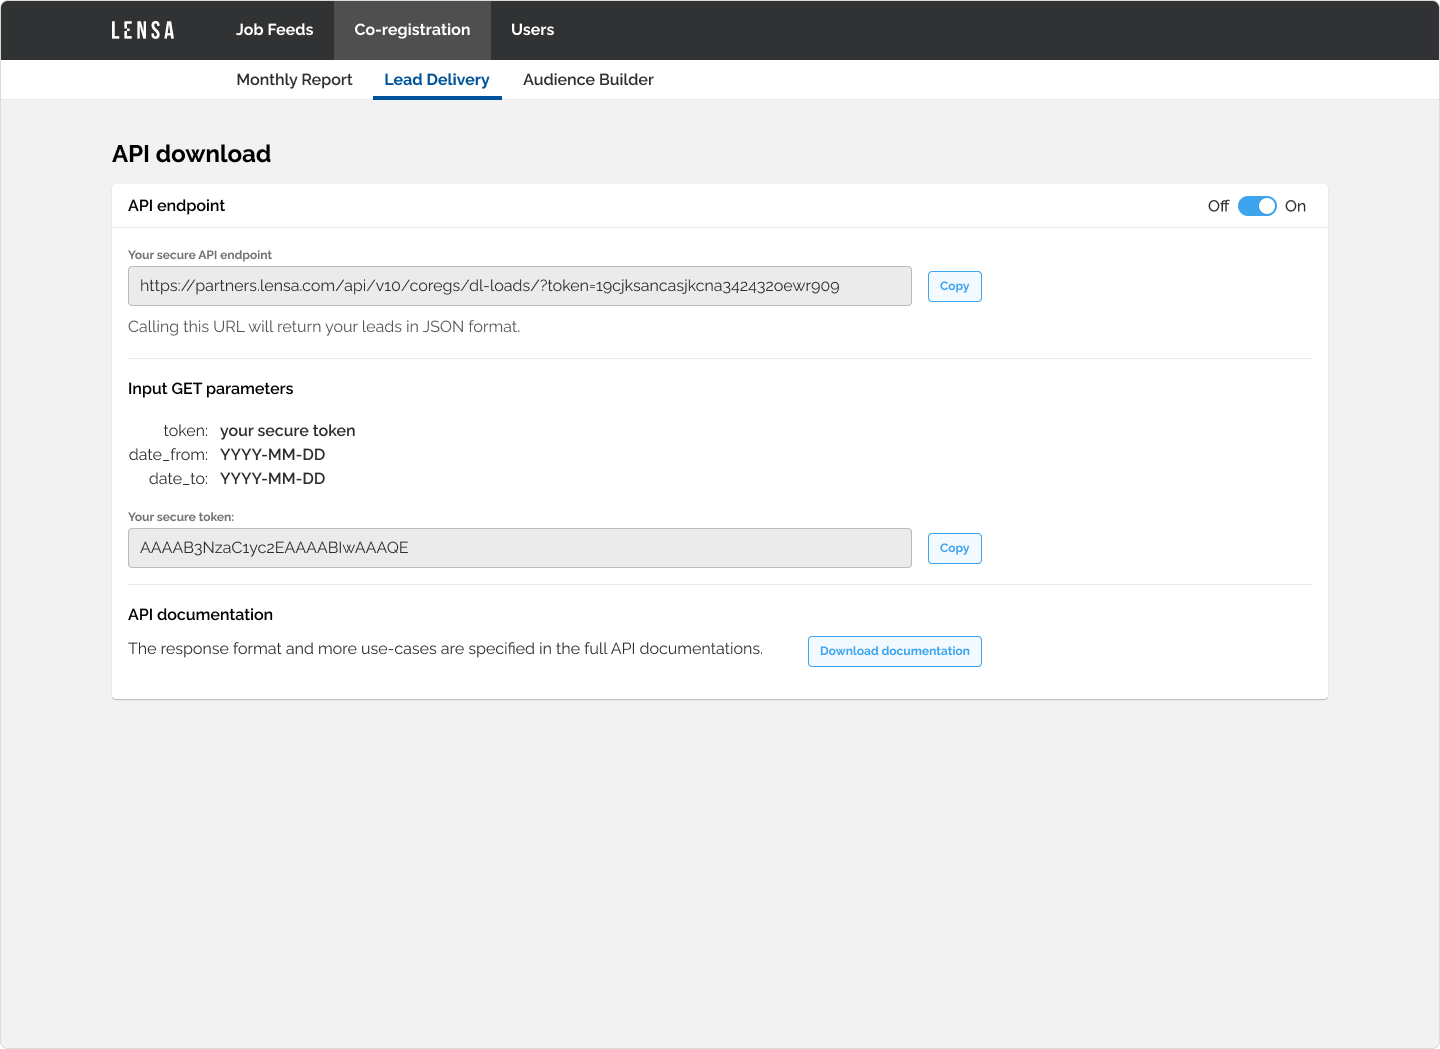 LENSA Job Feeds Co-registration Users
Monthly Report Lead Delivery Audience Builder
API download
API endpoint Off On
Your secure API endpoint
https://partners.lensa.com/api/v10/coregs/dl-loads/?token=19cjksancasjkcna342432oewr909 Copy
Calling this URL will return your leads in JSON format.
Input GET parameters
token: your secure token
date_from: YYYY-MM-DD
date_to: YYYY-MM-DD
Your secure token:
AAAAB3NzaC1yc2EAAAABIwAAAQE Copy
API documentation
The response format and more use-cases are specified in the full API documentations. Download documentation